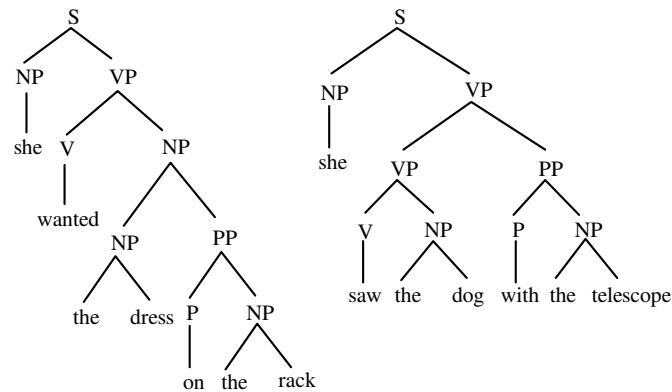 S S
NP VP NP VP
she V NP she VP PP
wanted NP PP V NP P NP
the dress P NP saw the dog with the telescope
on the rack